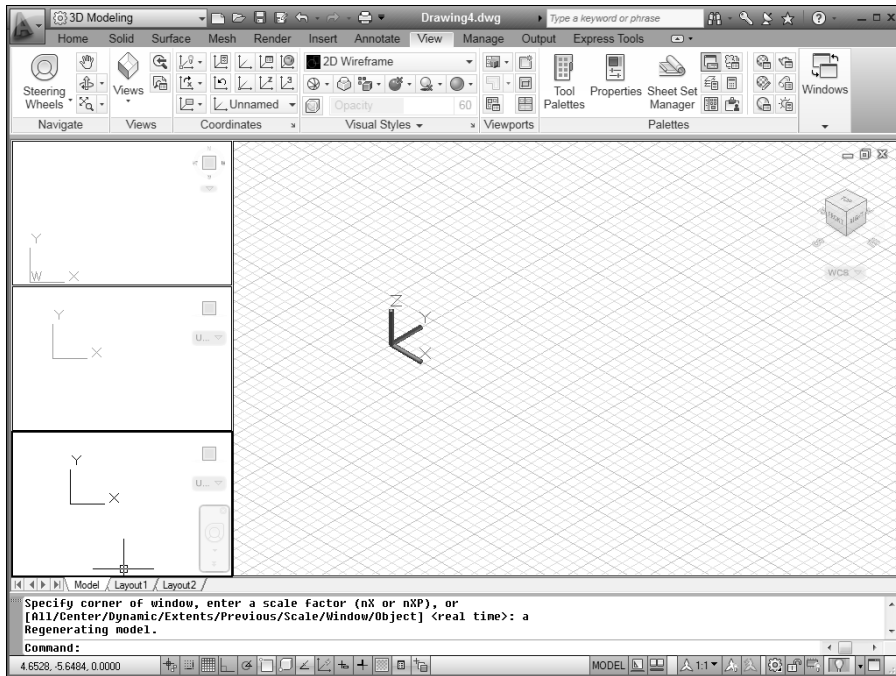 3D Modeling
Drawing4.dwg
Type a keyword or phrase
Home Solid Surface Mesh Render Insert Annotate View Manage Output Express Tools
Steering Wheels
Views
Unnamed
2D Wireframe
Opacity 60
Tool Palettes
Properties
Sheet Set Manager
Windows
Navigate Views Coordinates Visual Styles Viewports Palettes
Y
W X
Y
X
U...
Y
X
U...
Z
Y
X
TOP
FRONT RIGHT
WCS
Model Layout1 Layout2
Specify corner of window, enter a scale factor (nX or nXP), or
[All/Center/Dynamic/Extents/Previous/Scale/Window/Object] <real time>: a
Regenerating model.
Command:
4.6528, -5.6484, 0.0000 MODEL 1:1